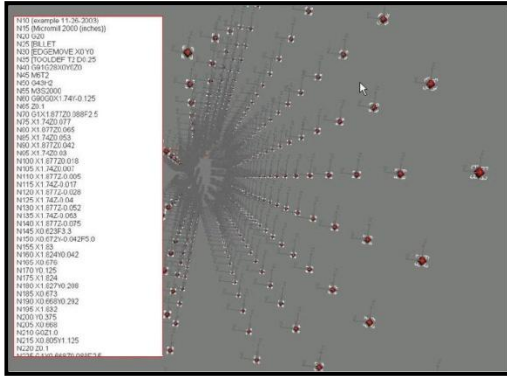 N10 (example 11-26-2003)
N15 (Micromill 2000 (inches))
N20 G20
N25 [BILLET
N30 [EDGEMOVE X0Y0
N35 [TOOLDEF T2 D0.25
N40 G91G28X0Y0Z0
N45 M6T2
N50 G43H2
N55 M3S2000
N60 G90G0X1.74Y-0.125
N65 Z0.1
N70 G1X1.877Z0.088F2.5
N75 X1.74Z0.077
N80 X1.877Z0.065
N85 X1.74Z0.053
N90 X1.877Z0.042
N95 X1.74Z0.03
N100 X1.877Z0.018
N105 X1.74Z0.007
N110 X1.877Z-0.005
N115 X1.74Z-0.017
N120 X1.877Z-0.028
N125 X1.74Z-0.04
N130 X1.877Z-0.052
N135 X1.74Z-0.063
N140 X1.877Z-0.075
N145 X0.623F3.3
N150 X0.672Y-0.042F5.0
N155 X1.83
N160 X1.824Y0.042
N165 X0.676
N170 Y0.125
N175 X1.824
N180 X1.827Y0.208
N185 X0.673
N190 X0.668Y0.292
N195 X1.832
N200 Y0.375
N205 X0.668
N210 G0Z1.0
N215 X0.805Y1.125
N220 Z0.1